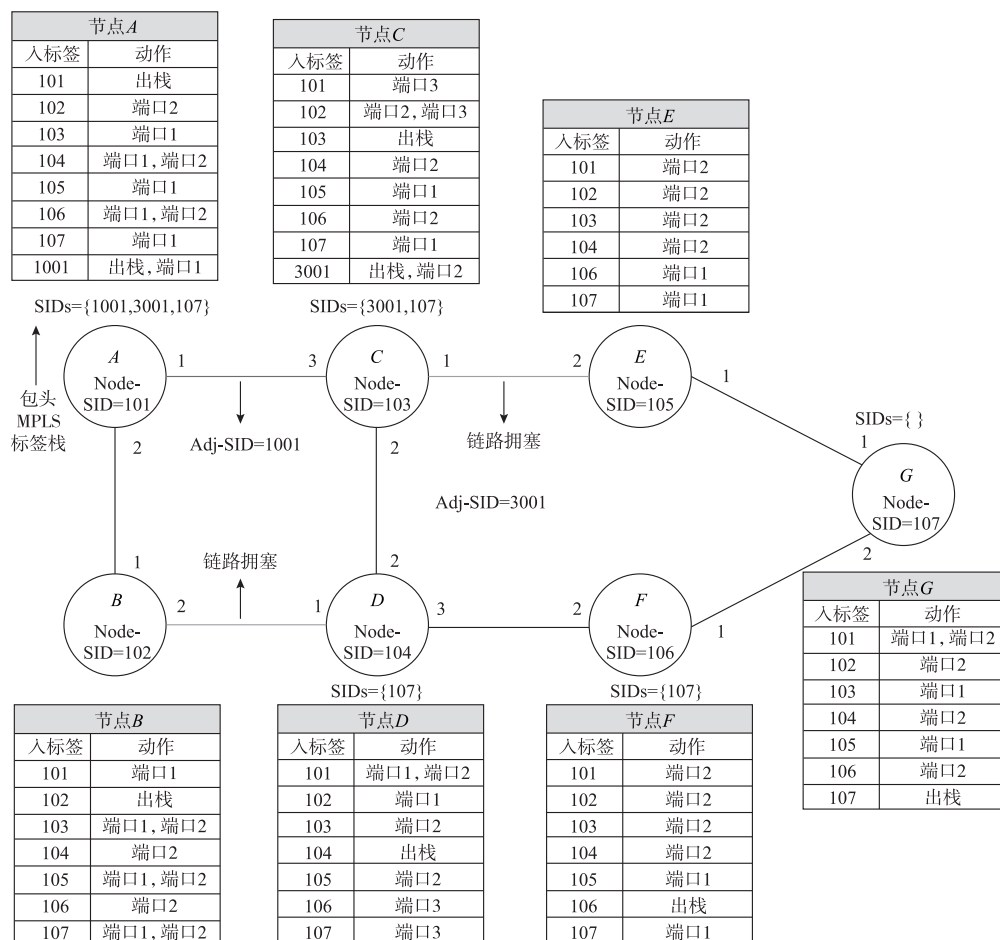 节点A
入标签 动作
101 出栈
102 端口2
103 端口1
104 端口1,端口2
105 端口1
106 端口1,端口2
107 端口1
1001 出栈,端口1
节点C
入标签 动作
101 端口3
102 端口2,端口3
103 出栈
104 端口2
105 端口1
106 端口2
107 端口1
3001 出栈,端口2
节点E
入标签 动作
101 端口2
102 端口2
103 端口2
104 端口2
106 端口1
107 端口1
SIDs={1001,3001,107}
SIDs={3001,107}
包头
MPLS
标签栈
A
Node-
SID=101
1
2
Adj-SID=1001
3
C
Node-
SID=103
1
2
链路拥塞
2
E
Node-
SID=105
1
SIDs={ }
1
G
Node-
SID=107
2
Adj-SID=3001
链路拥塞
1
B
Node-
SID=102
2
1
2
D
Node-
SID=104
3
SIDs={107}
2
F
Node-
SID=106
1
SIDs={107}
节点G
入标签 动作
101 端口1,端口2
102 端口2
103 端口1
104 端口2
105 端口1
106 端口2
107 出栈
节点B
入标签 动作
101 端口1
102 出栈
103 端口1,端口2
104 端口2
105 端口1,端口2
106 端口2
107 端口1,端口2
节点D
入标签 动作
101 端口1,端口2
102 端口1
103 端口2
104 出栈
105 端口2
106 端口3
107 端口3
节点F
入标签 动作
101 端口2
102 端口2
103 端口2
104 端口2
105 端口1
106 出栈
107 端口1